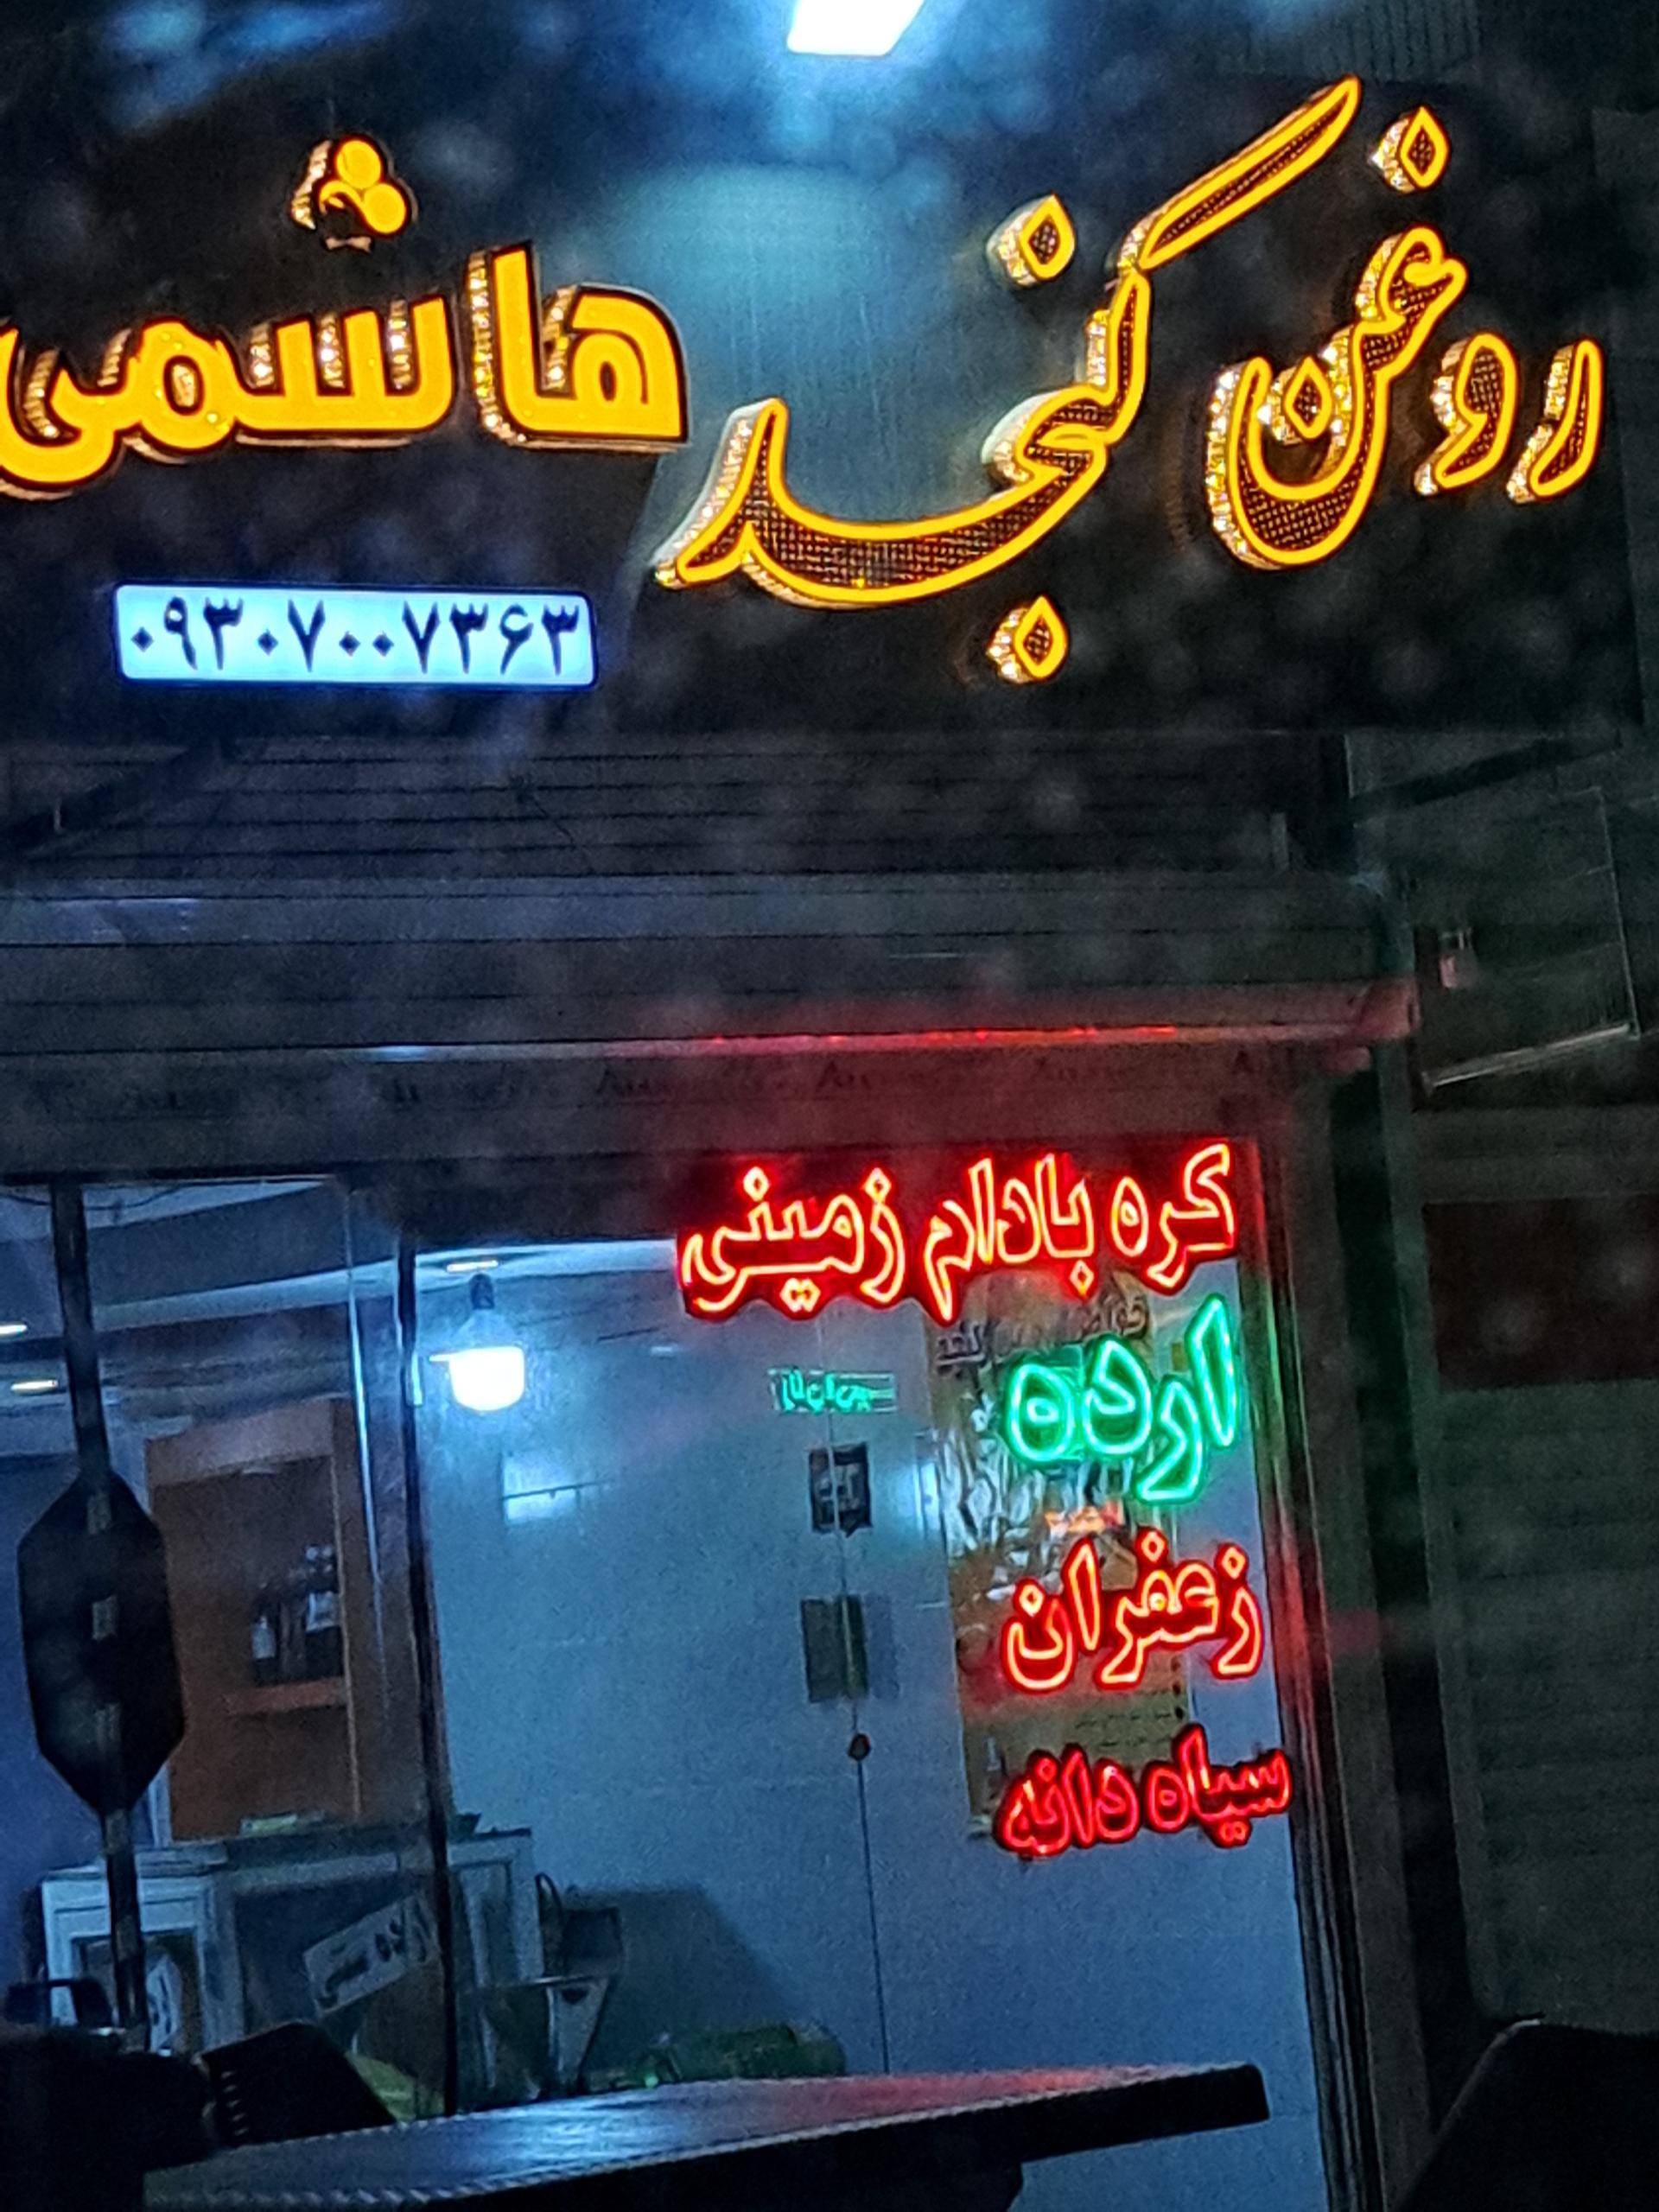 روغن کنجد هاشمی
۰۹۳۰۷۰۰۷۳۶۳
کره بادام زمینی
ارده
زعفران
سیاه دانه